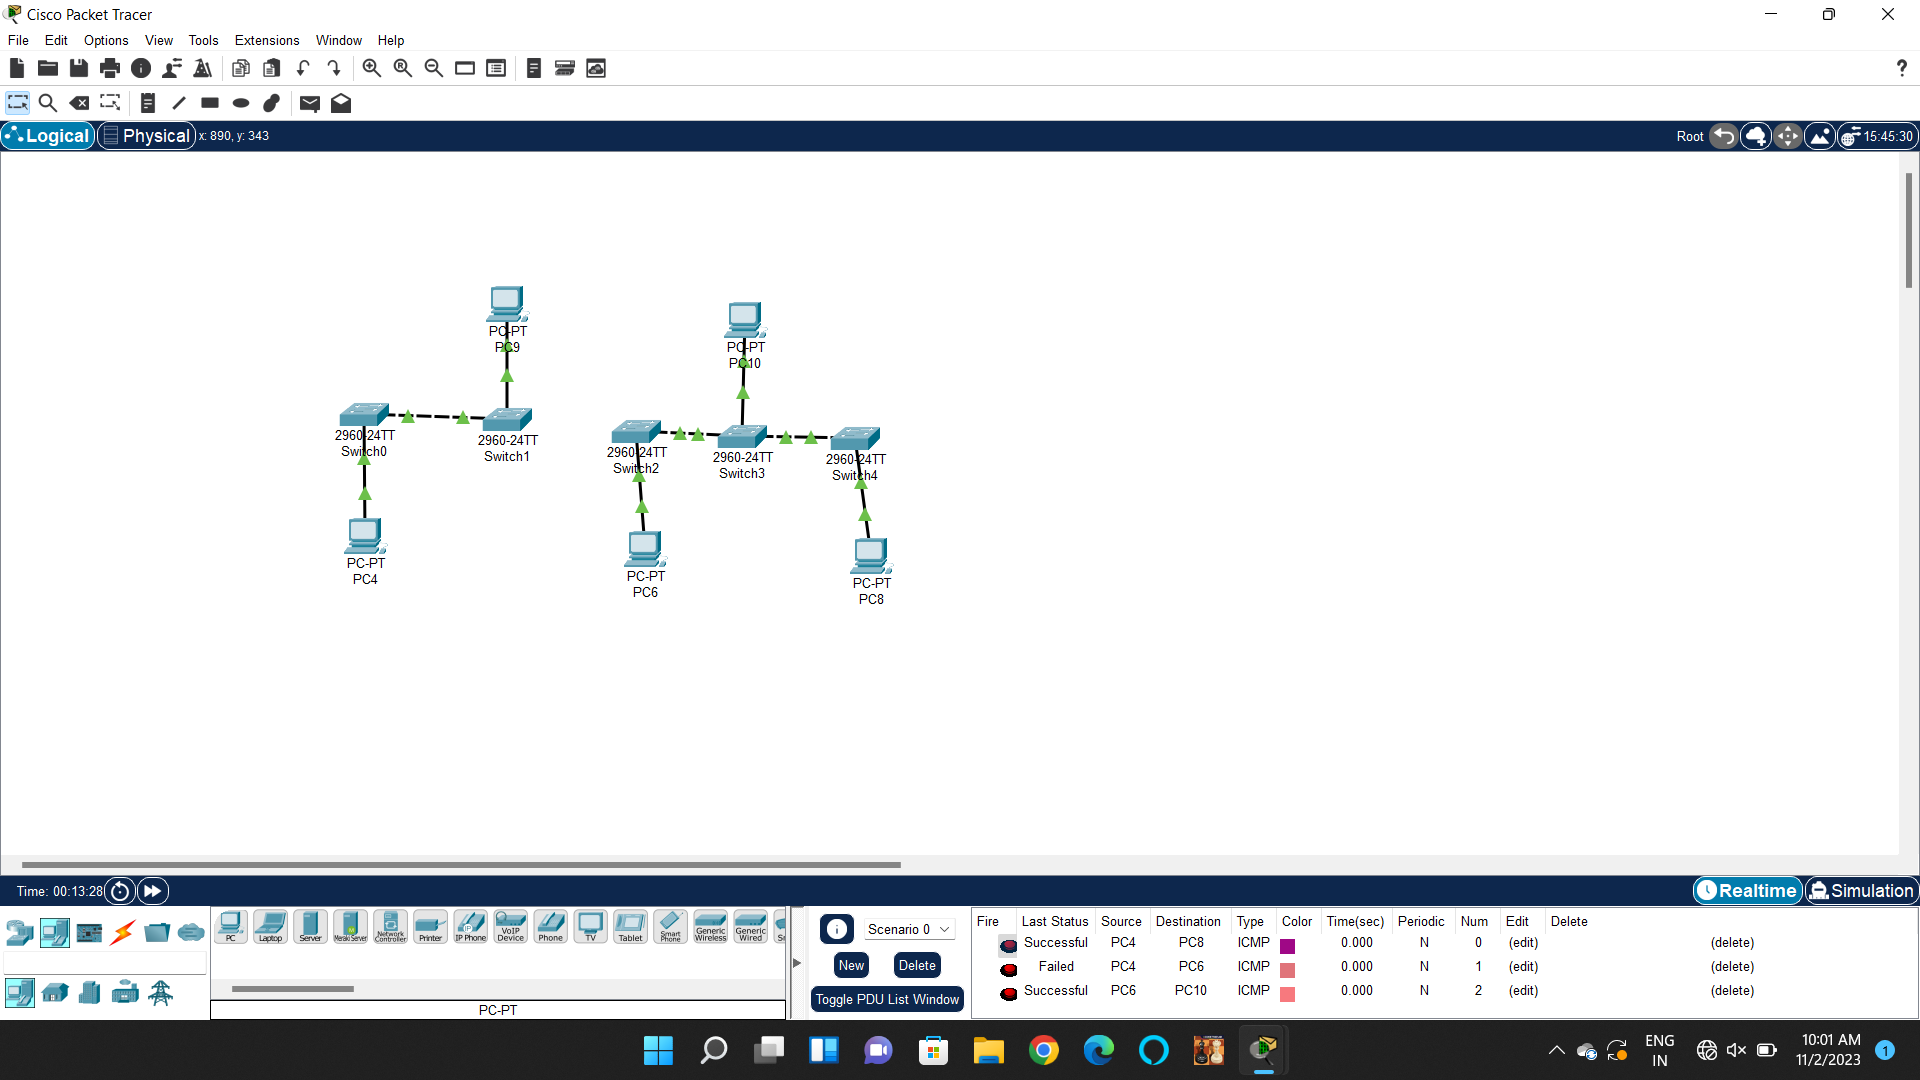 Cisco Packet Tracer
File Edit Options View Tools Extensions Window Help
?
Logical Physical x: 890, y: 343 Root 15:45:30
PC-PT
PC9
PC-PT
PC10
2960-24TT
Switch0
2960-24TT
Switch1
2960-24TT
Switch2
2960-24TT
Switch3
2960-24TT
Switch4
PC-PT
PC4
PC-PT
PC6
PC-PT
PC8
Time: 00:13:28 Realtime Simulation
PC Laptop Server Meraki Server Network Controller Printer IP Phone VoIP Device Phone TV Tablet Smart Phone Generic Wireless Generic Wired
PC-PT
Scenario 0
New Delete
Toggle PDU List Window
Fire Last Status Source Destination Type Color Time(sec) Periodic Num Edit Delete
Successful PC4 PC8 ICMP 0.000 N 0 (edit) (delete)
Failed PC4 PC6 ICMP 0.000 N 1 (edit) (delete)
Successful PC6 PC10 ICMP 0.000 N 2 (edit) (delete)
ENG
IN
10:01 AM
11/2/2023
1